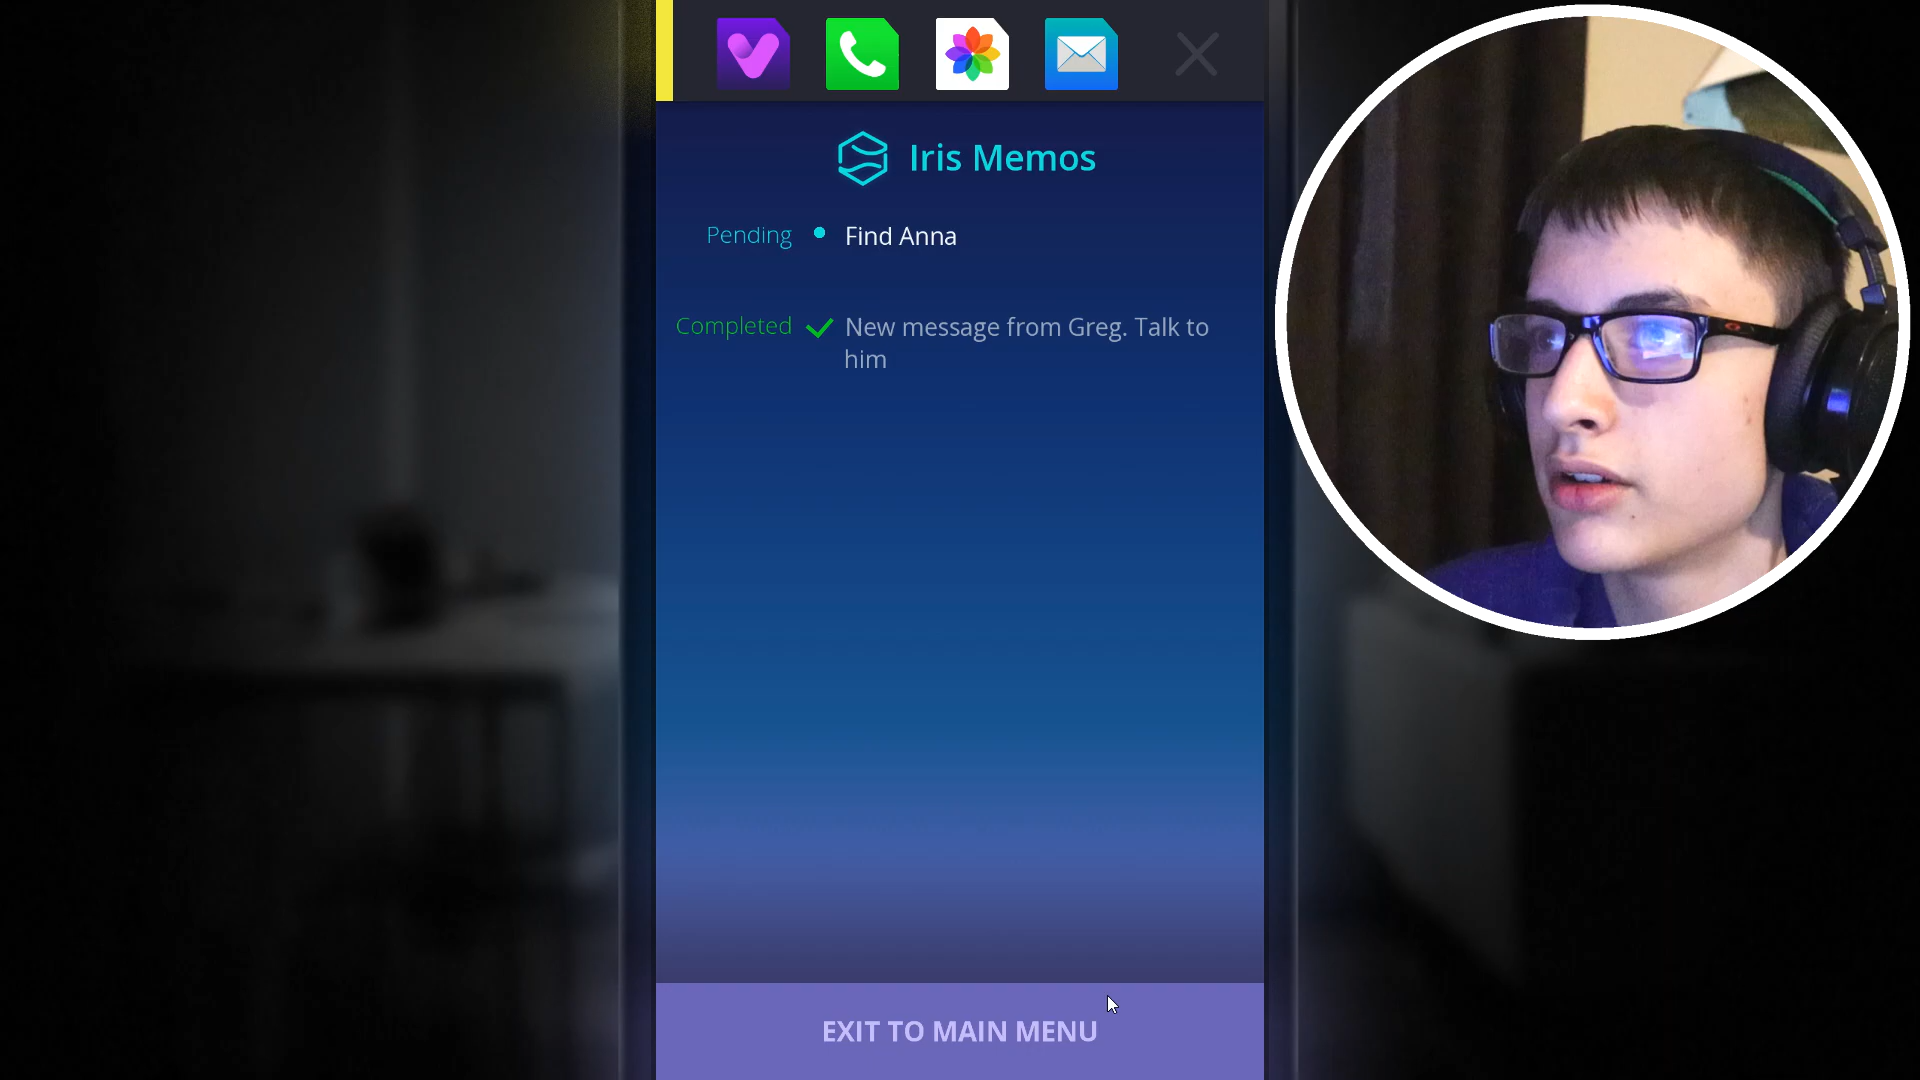 Iris Memos
Pending
Find Anna
Completed
New message from Greg. Talk to
him
EXIT TO MAIN MENU